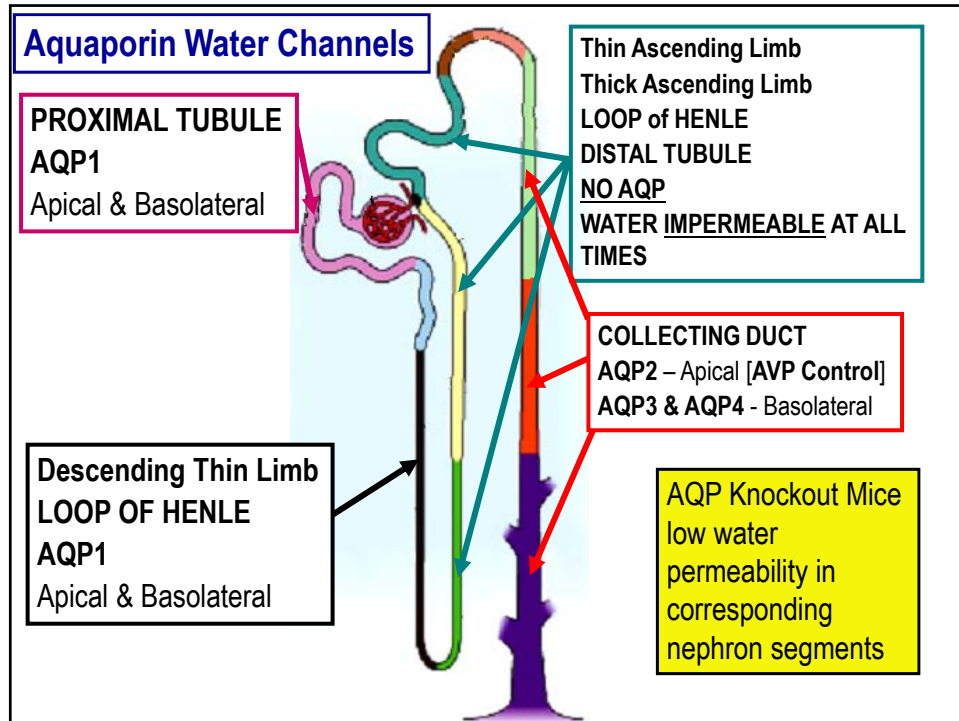 Aquaporin Water Channels
PROXIMAL TUBULE
AQP1
Apical & Basolateral
Thin Ascending Limb
Thick Ascending Limb
LOOP of HENLE
DISTAL TUBULE
NO AQP
WATER IMPERMEABLE AT ALL
TIMES
COLLECTING DUCT
AQP2 – Apical [AVP Control]
AQP3 & AQP4 - Basolateral
Descending Thin Limb
LOOP OF HENLE
AQP1
Apical & Basolateral
AQP Knockout Mice
low water
permeability in
corresponding
nephron segments